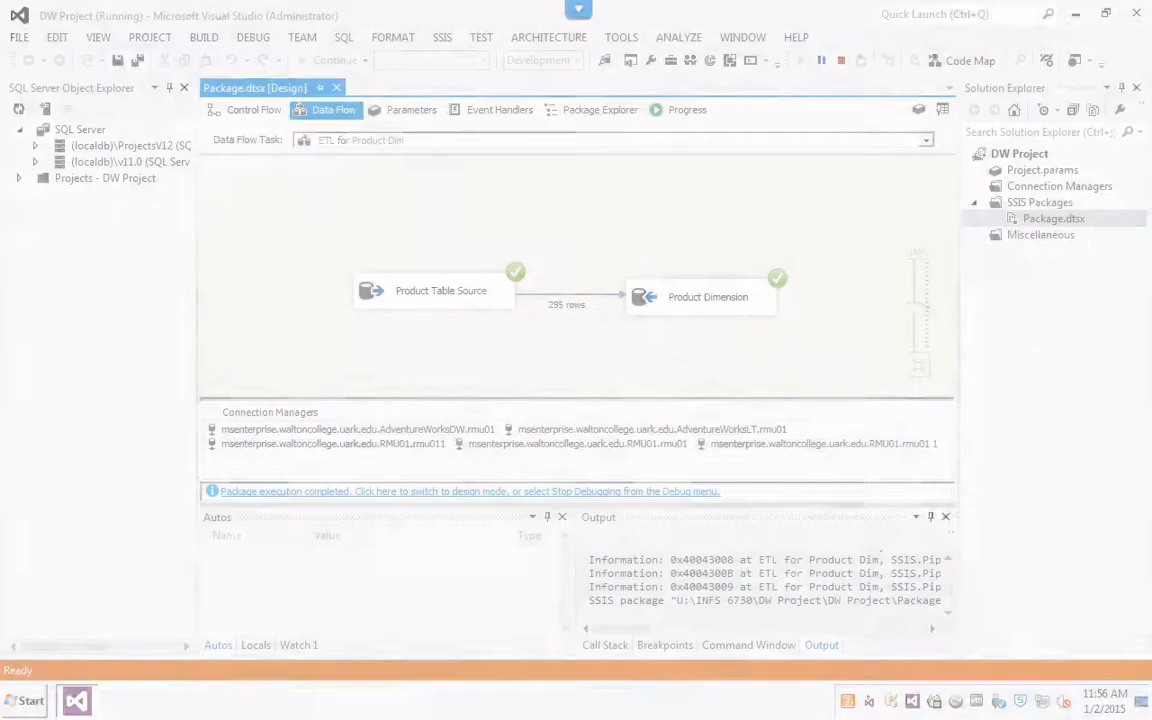 DW Project (Running) - Microsoft Visual Studio (Administrator)
Quick Launch (Ctrl+Q)
FILE EDIT VIEW PROJECT BUILD DEBUG TEAM SQL FORMAT SSIS TEST ARCHITECTURE TOOLS ANALYZE WINDOW HELP
Continue Development Code Map
SQL Server Object Explorer
SQL Server
(localdb)\ProjectsV12 (SQ
(localdb)\v11.0 (SQL Serv
Projects - DW Project
Package.dtsx [Design]
Control Flow Data Flow Parameters Event Handlers Package Explorer Progress
Data Flow Task: ETL for Product Dim
100%
Product Table Source
295 rows
Product Dimension
Connection Managers
msenterprise.waltoncollege.uark.edu.AdventureWorksDW.rmu01 msenterprise.waltoncollege.uark.edu.AdventureWorksLT.rmu01
msenterprise.waltoncollege.uark.edu.RMU01.rmu011 msenterprise.waltoncollege.uark.edu.RMU01.rmu01 msenterprise.waltoncollege.uark.edu.RMU01.rmu01 1
Package execution completed. Click here to switch to design mode, or select Stop Debugging from the Debug menu.
Autos
Name Value Type
Autos Locals Watch 1
Output
Information: 0x40043008 at ETL for Product Dim, SSIS.Pip
Information: 0x4004300B at ETL for Product Dim, SSIS.Pip
Information: 0x40043009 at ETL for Product Dim, SSIS.Pip
SSIS package "U:\INFS 6730\DW Project\DW Project\Package
Call Stack Breakpoints Command Window Output
Solution Explorer
Search Solution Explorer (Ctrl+;)
DW Project
Project.params
Connection Managers
SSIS Packages
Package.dtsx
Miscellaneous
Ready
Start
11:56 AM
1/2/2015